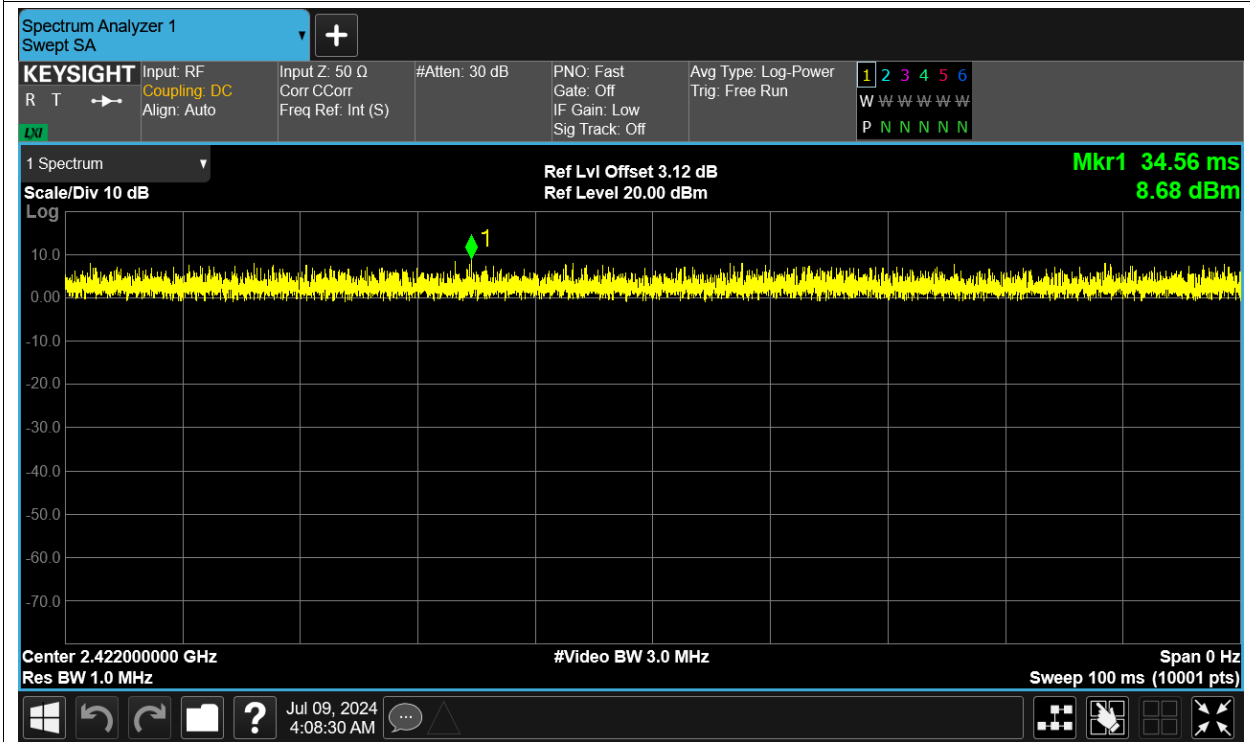 Spectrum Analyzer 1
Swept SA
+
KEYSIGHT
R T
LXI
Input: RF
Coupling: DC
Align: Auto
Input Z: 50 Ω
Corr CCorr
Freq Ref: Int (S)
#Atten: 30 dB
PNO: Fast
Gate: Off
IF Gain: Low
Sig Track: Off
Avg Type: Log-Power
Trig: Free Run
1 2 3 4 5 6
W W W W W W
P N N N N N
1 Spectrum
Scale/Div 10 dB
Log
Ref Lvl Offset 3.12 dB
Ref Level 20.00 dBm
Mkr1 34.56 ms
8.68 dBm
1
10.0
0.00
-10.0
-20.0
-30.0
-40.0
-50.0
-60.0
-70.0
Center 2.422000000 GHz
Res BW 1.0 MHz
#Video BW 3.0 MHz
Span 0 Hz
Sweep 100 ms (10001 pts)
?
Jul 09, 2024
4:08:30 AM